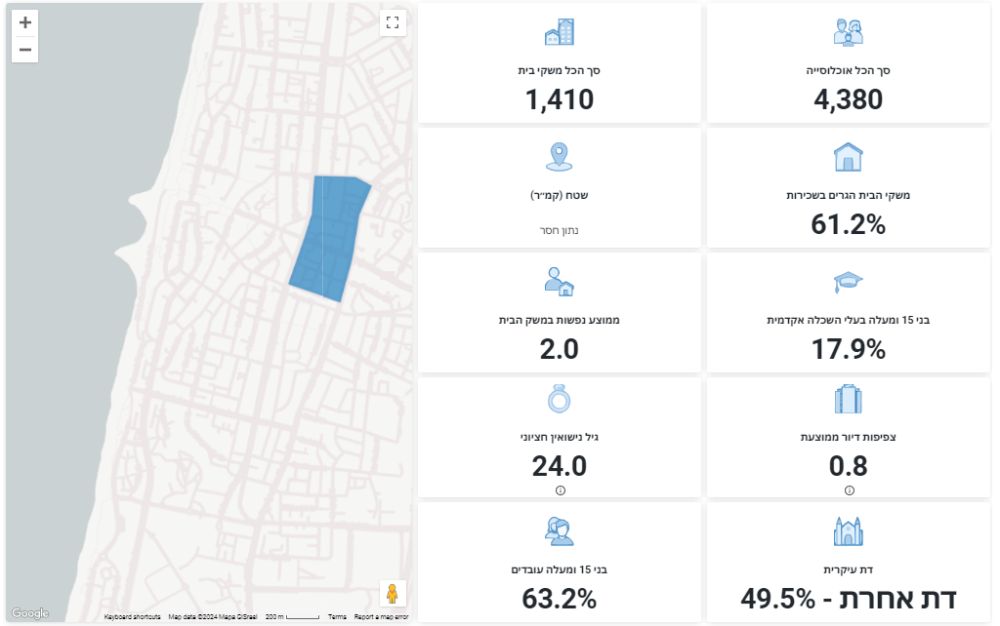 סך הכל אוכלוסייה
4,380
סך הכל משקי בית
1,410
משקי הבית הגרים בשכירות
61.2%
שטח (קמ״ר)
נתון חסר
בני 15 ומעלה בעלי השכלה אקדמית
17.9%
ממוצע נפשות במשק הבית
2.0
צפיפות דיור ממוצעת
0.8
גיל נישואין חציוני
24.0
דת עיקרית
דת אחרת - 49.5%
בני 15 ומעלה עובדים
63.2%
+
−
Google
Keyboard shortcuts Map data ©2024 Mapa GISrael 200 m Terms Report a map error